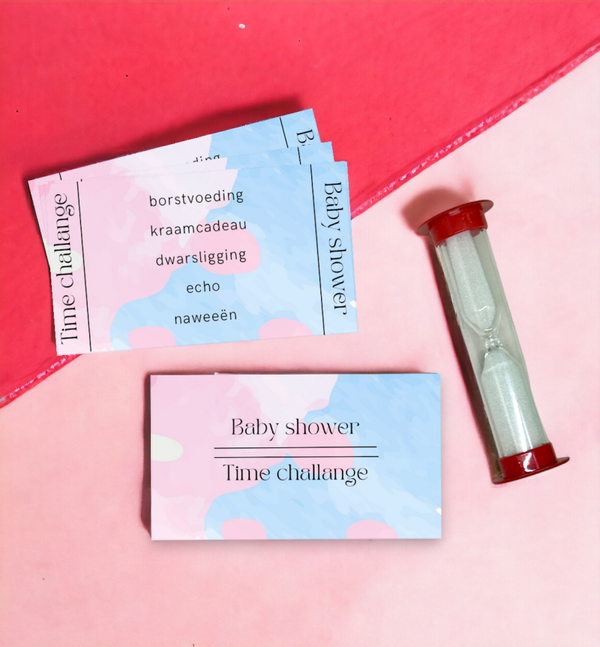 Time challange
borstvoeding
kraamcadeau
dwarsligging
echo
naweeën
Baby shower
Baby shower
Time challange